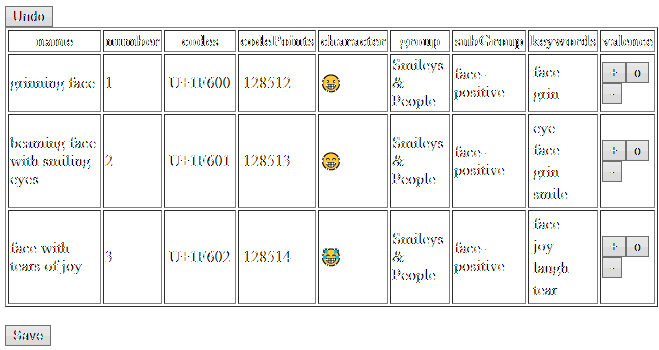 Undo
name number codes codePoints character group subGroup keywords valence
grinning face 1 U+1F600 128512 😀 Smileys & People face-positive face grin + 0 -
beaming face with smiling eyes 2 U+1F601 128513 😁 Smileys & People face-positive eye face grin smile + 0 -
face with tears of joy 3 U+1F602 128514 😂 Smileys & People face-positive face joy laugh tear + 0 -
Save